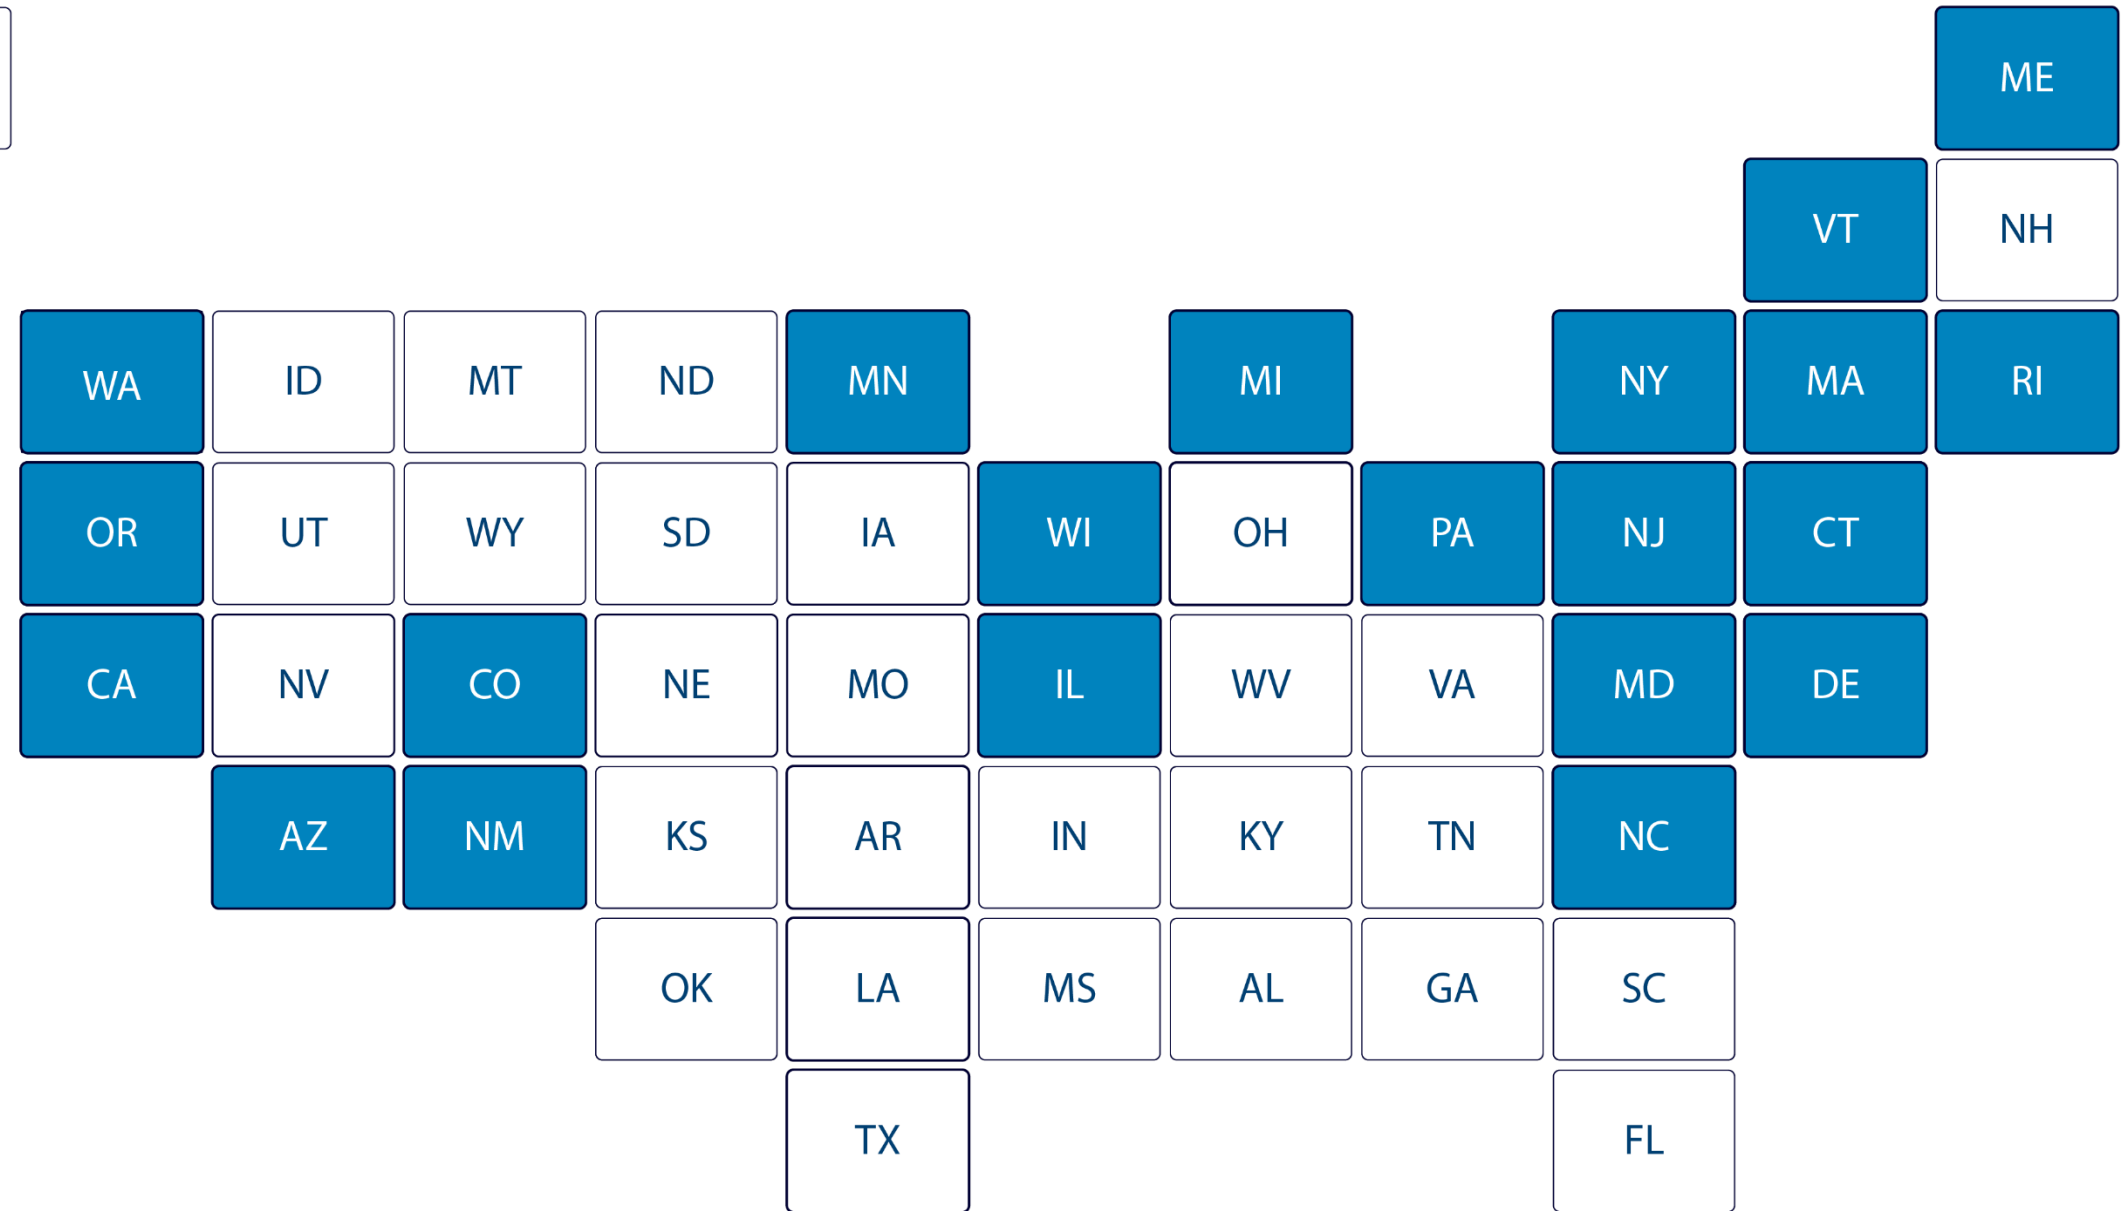 ME
VT NH
WA ID MT ND MN MI NY MA RI
OR UT WY SD IA WI OH PA NJ CT
CA NV CO NE MO IL WV VA MD DE
AZ NM KS AR IN KY TN NC
OK LA MS AL GA SC
TX FL